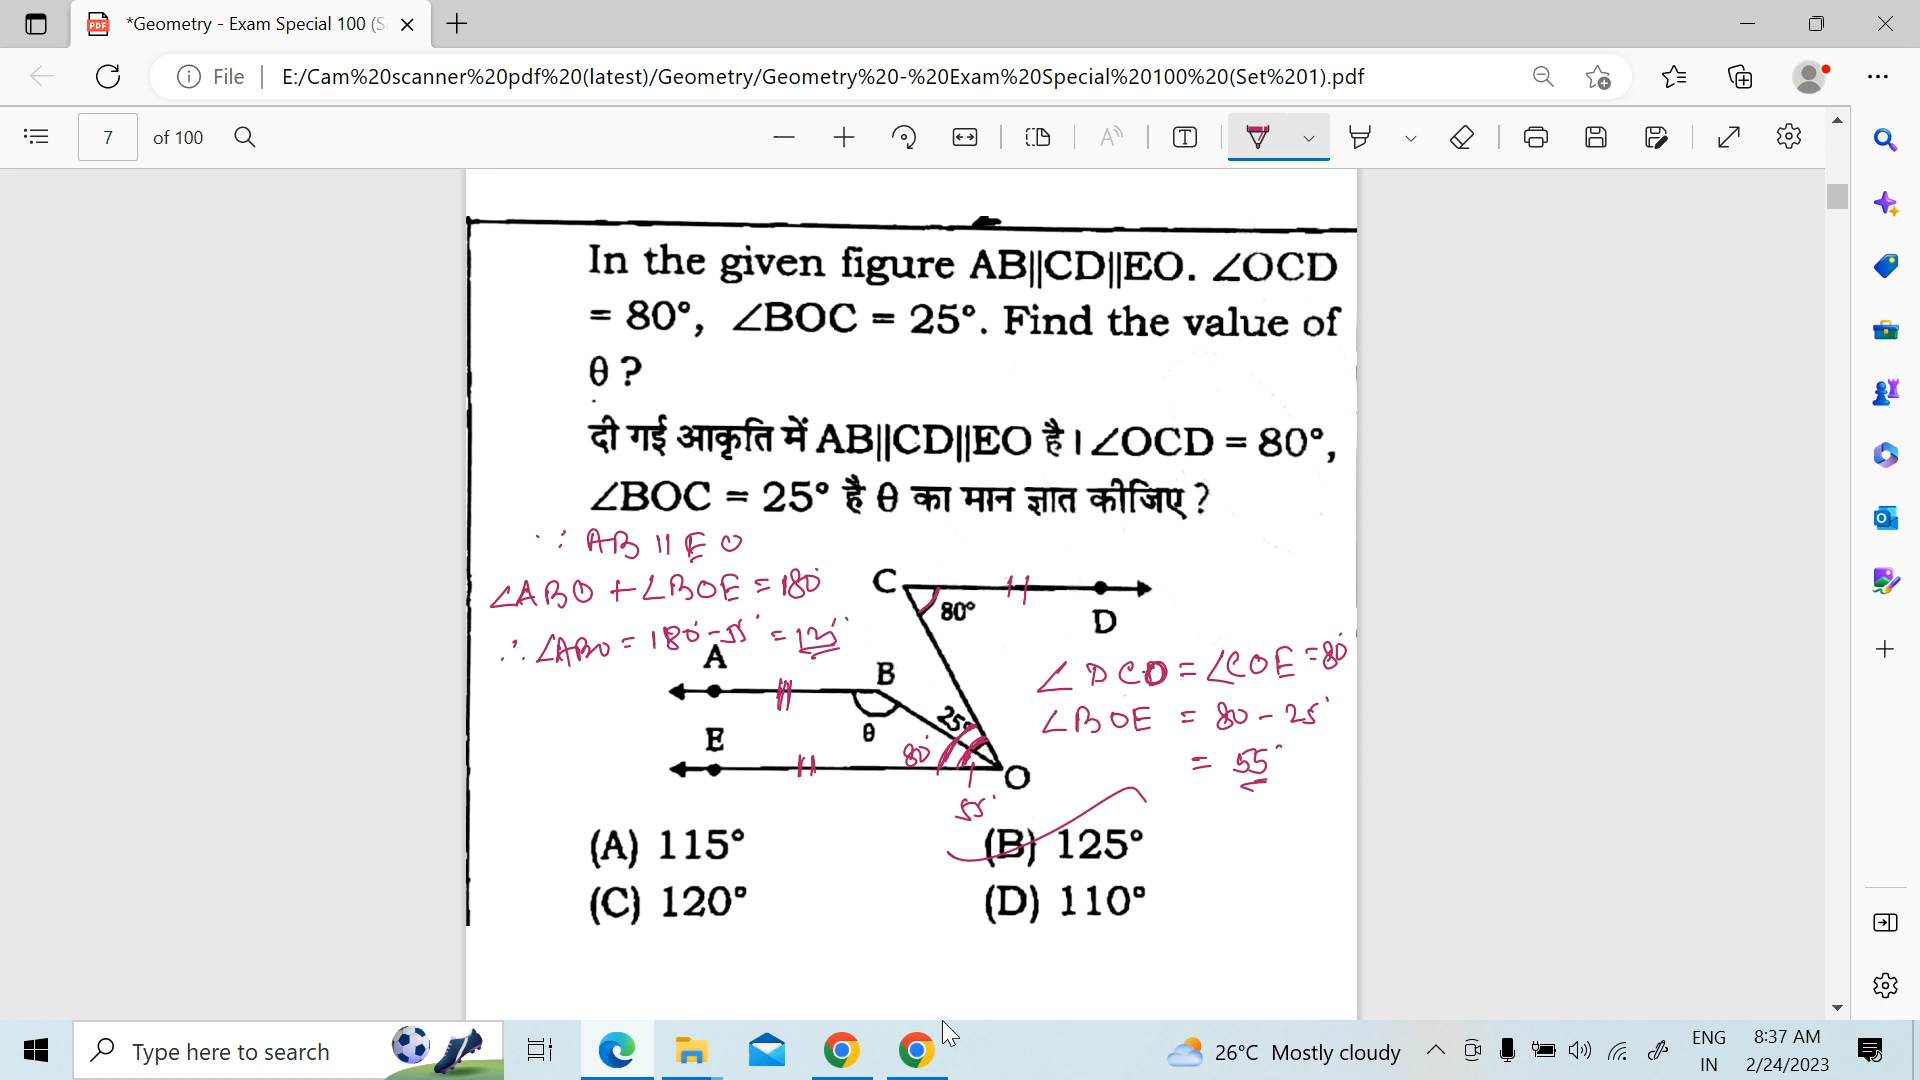 *Geometry - Exam Special 100 (S
File
E:/Cam%20scanner%20pdf%20(latest)/Geometry/Geometry%20-%20Exam%20Special%20100%20(Set%201).pdf
7 of 100
In the given figure AB||CD||EO. ∠OCD
= 80°, ∠BOC = 25°. Find the value of
θ ?
दी गई आकृति में AB||CD||EO है। ∠OCD = 80°,
∠BOC = 25° है θ का मान ज्ञात कीजिए ?
∵ AB || EO
∠ABO + ∠BOE = 180°
∴ ∠ABO = 180° - 55° = 125°
C
80°
D
A
B
25°
θ
E
80°
O
55°
∠DCO = ∠COE = 80°
∠BOE = 80 - 25°
= 55°
(A) 115° (B) 125°
(C) 120° (D) 110°
Type here to search
26°C Mostly cloudy
ENG
IN
8:37 AM
2/24/2023